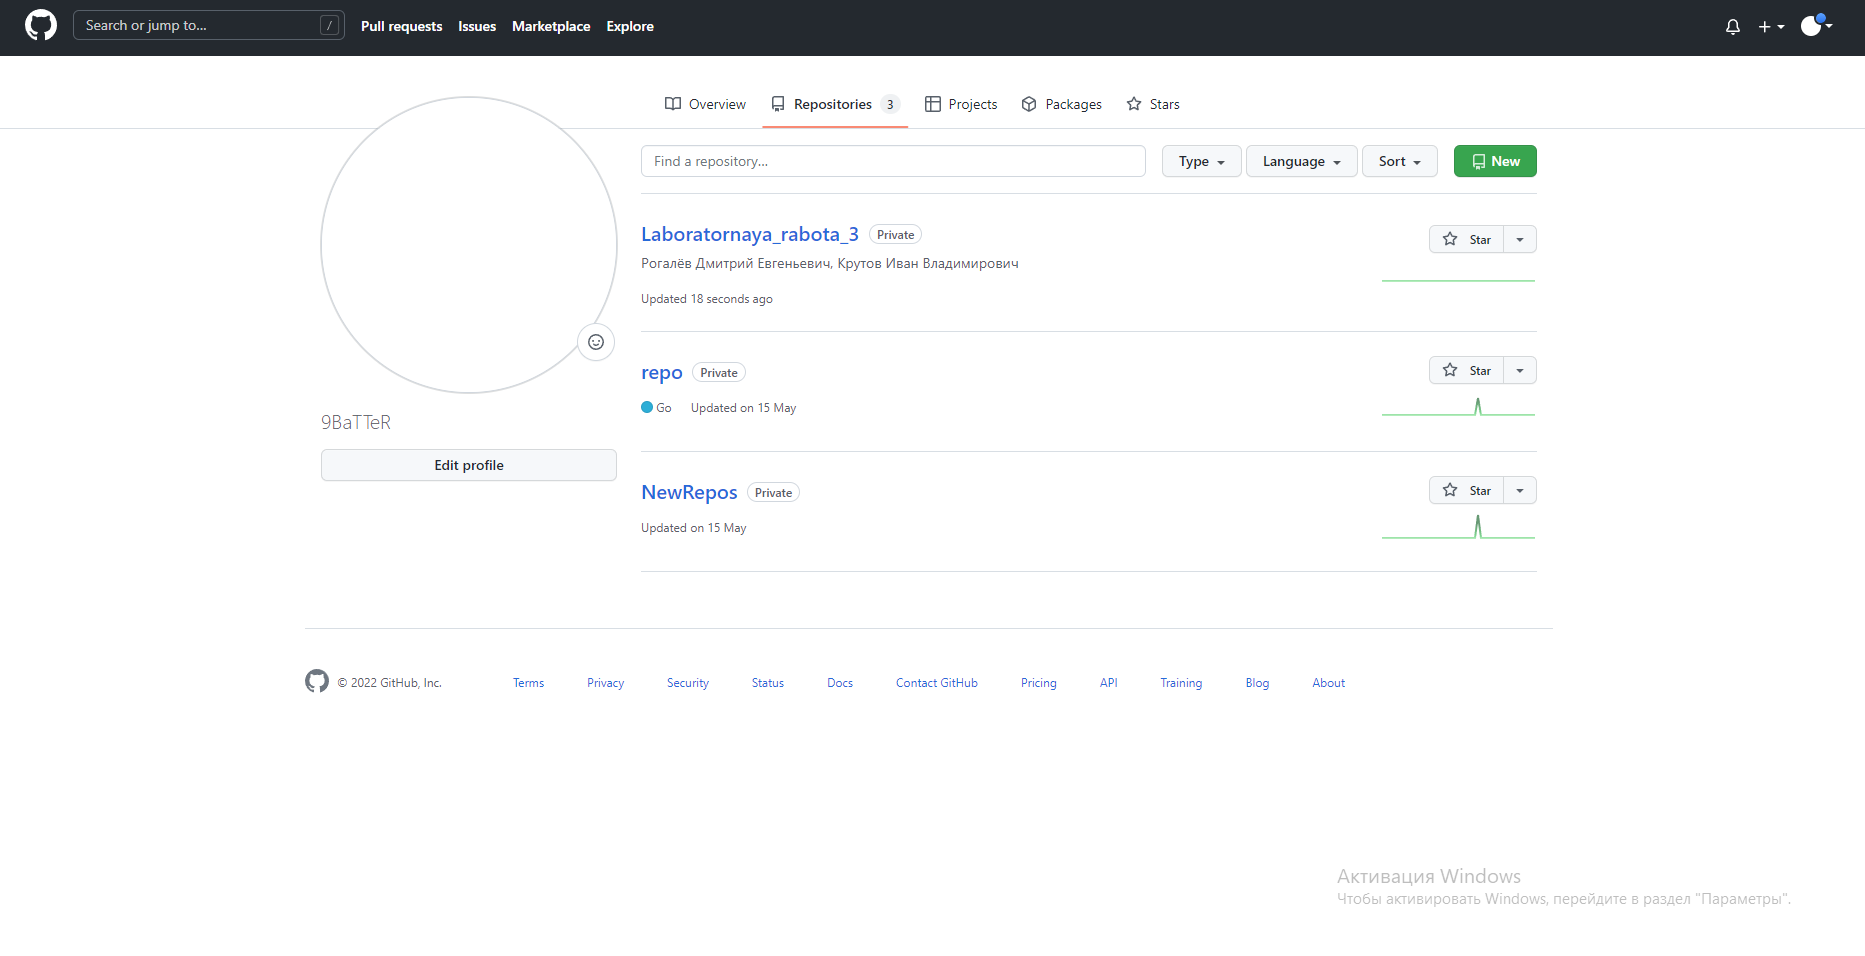 Search or jump to... /
Pull requests Issues Marketplace Explore
Overview Repositories 3 Projects Packages Stars
Find a repository... Type Language Sort New
Laboratornaya_rabota_3 Private Star
Рогалёв Дмитрий Евгеньевич, Крутов Иван Владимирович
Updated 18 seconds ago
repo Private Star
Go Updated on 15 May
9BaTTeR
Edit profile
NewRepos Private Star
Updated on 15 May
© 2022 GitHub, Inc. Terms Privacy Security Status Docs Contact GitHub Pricing API Training Blog About
Активация Windows
Чтобы активировать Windows, перейдите в раздел "Параметры".